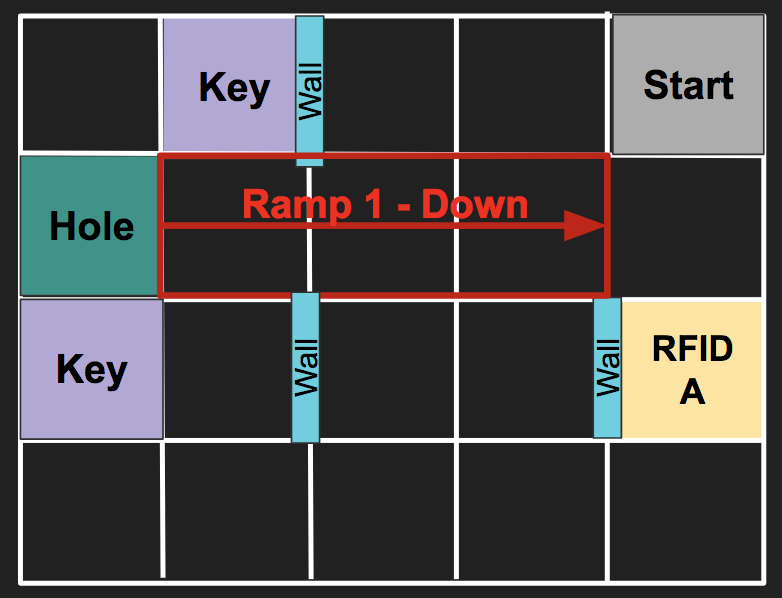 Key
Wall
Start
Hole
Ramp 1 - Down
Key
Wall
Wall
RFID
A